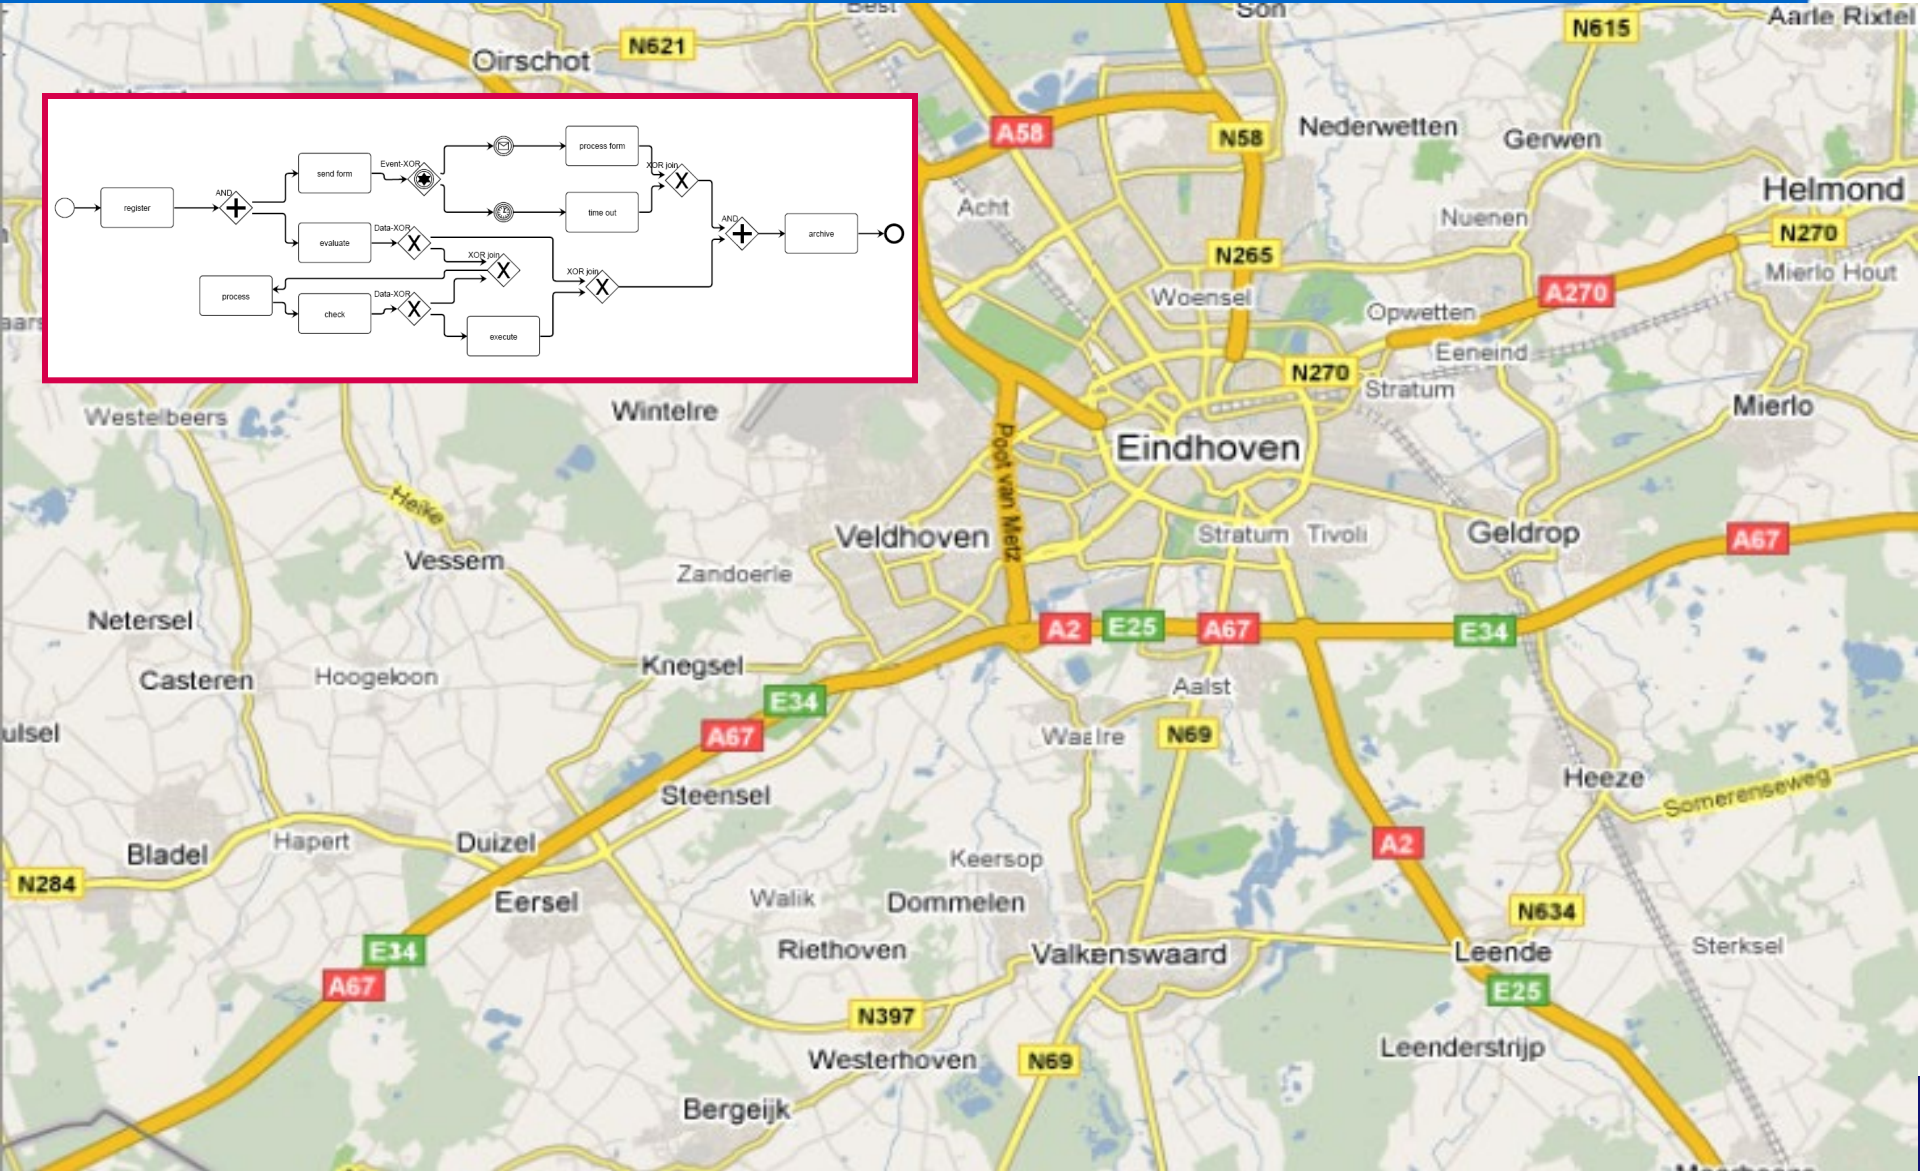 Best
Son
Aarle Rixtel
N615
N621
Oirschot
A58
N58
Nederwetten
Gerwen
Helmond
Acht
Nuenen
N270
N265
Mierlo Hout
Woensel
A270
Opwetten
Eeneind
N270
Stratum
Mierlo
register
AND
send form
Event-XOR
process form
XOR join
time out
evaluate
Data-XOR
XOR join
process
check
Data-XOR
execute
XOR join
AND
archive
Westelbeers
Wintelre
Poot van Metz
Eindhoven
Heike
Veldhoven
Stratum
Tivoli
Geldrop
A67
Vessem
Zandoerle
Netersel
A2
E25
A67
E34
Knegsel
Casteren
Hoogeloon
E34
Aalst
A67
Waalre
N69
ulsel
Heeze
Somerenseweg
Steensel
Hapert
Duizel
A2
Bladel
Keersop
N284
Walik
Dommelen
Eersel
N634
E34
Riethoven
Valkenswaard
Leende
Sterksel
A67
E25
N397
Westerhoven
N69
Leenderstrijp
Bergeijk